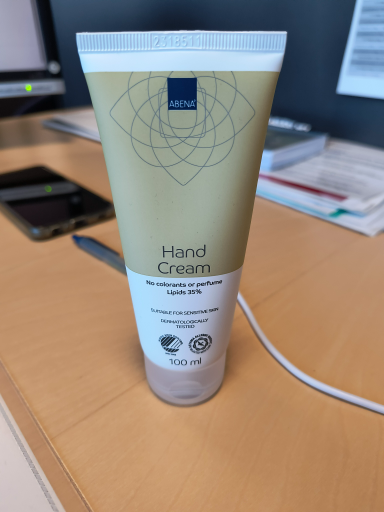 ABENA
Hand
Cream
No colorants or perfume
Lipids 35%
SUITABLE FOR SENSITIVE SKIN
DERMATOLOGICALLY
TESTED
100 ml